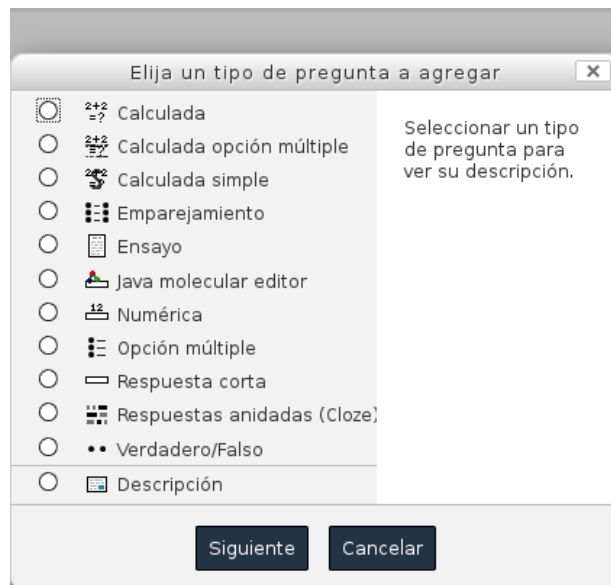 Elija un tipo de pregunta a agregar
Calculada
Calculada opción múltiple
Calculada simple
Emparejamiento
Ensayo
Java molecular editor
Numérica
Opción múltiple
Respuesta corta
Respuestas anidadas (Cloze)
Verdadero/Falso
Descripción
Seleccionar un tipo
de pregunta para
ver su descripción.
Siguiente
Cancelar